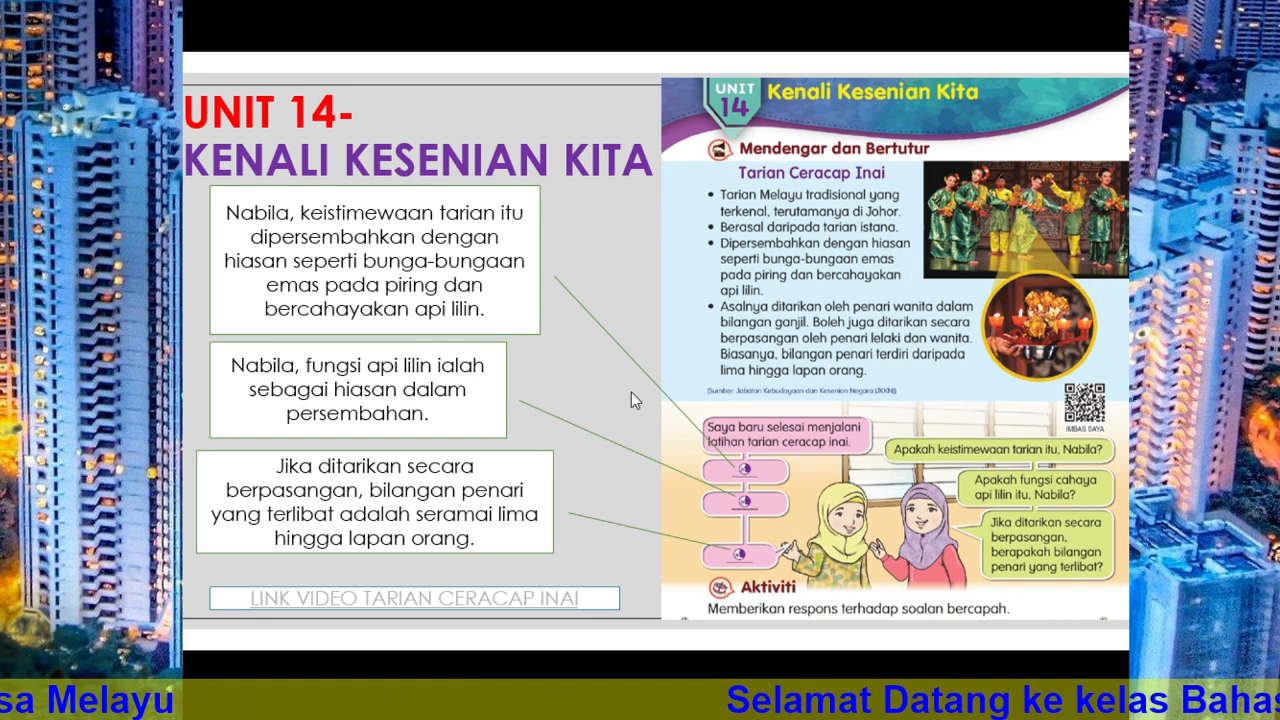 UNIT 14-
KENALI KESENIAN KITA
Nabila, keistimewaan tarian itu
dipersembahkan dengan
hiasan seperti bunga-bungaan
emas pada piring dan
bercahayakan api lilin.
Nabila, fungsi api lilin ialah
sebagai hiasan dalam
persembahan.
Jika ditarikan secara
berpasangan, bilangan penari
yang terlibat adalah seramai lima
hingga lapan orang.
LINK VIDEO TARIAN CERACAP INAI
UNIT
14
Kenali Kesenian Kita
Mendengar dan Bertutur
Tarian Ceracap Inai
• Tarian Melayu tradisional yang
terkenal, terutamanya di Johor.
• Berasal daripada tarian istana.
• Dipersembahkan dengan hiasan
seperti bunga-bungaan emas
pada piring dan bercahayakan
api lilin.
• Asalnya ditarikan oleh penari wanita dalam
bilangan ganjil. Boleh juga ditarikan secara
berpasangan oleh penari lelaki dan wanita.
Biasanya, bilangan penari terdiri daripada
lima hingga lapan orang.
(Sumber: Jabatan Kebudayaan dan Kesenian Negara (JKKN))
IMBAS SAYA
Saya baru selesai menjalani
latihan tarian ceracap inai.
Apakah keistimewaan tarian itu, Nabila?
Apakah fungsi cahaya
api lilin itu, Nabila?
Jika ditarikan secara
berpasangan,
berapakah bilangan
penari yang terlibat?
Aktiviti
Memberikan respons terhadap soalan bercapah.
sa Melayu
Selamat Datang ke kelas Bahas